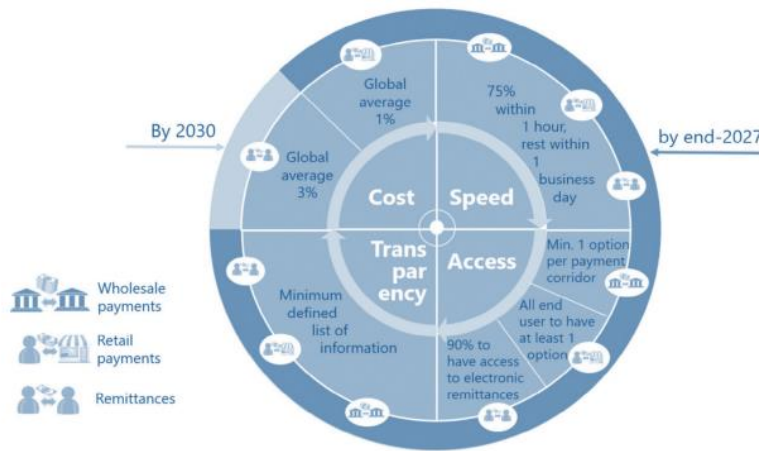 Global
average
1%
75%
within
1 hour,
rest within
1
business
day
By 2030
by end-2027
Global
average
3%
Cost
Speed
Trans
par
ency
Access
Min. 1 option
per payment
corridor
All end
user to have
at least 1
option
90% to
have access
to electronic
remittances
Minimum
defined
list of
information
Wholesale
payments
Retail
payments
Remittances